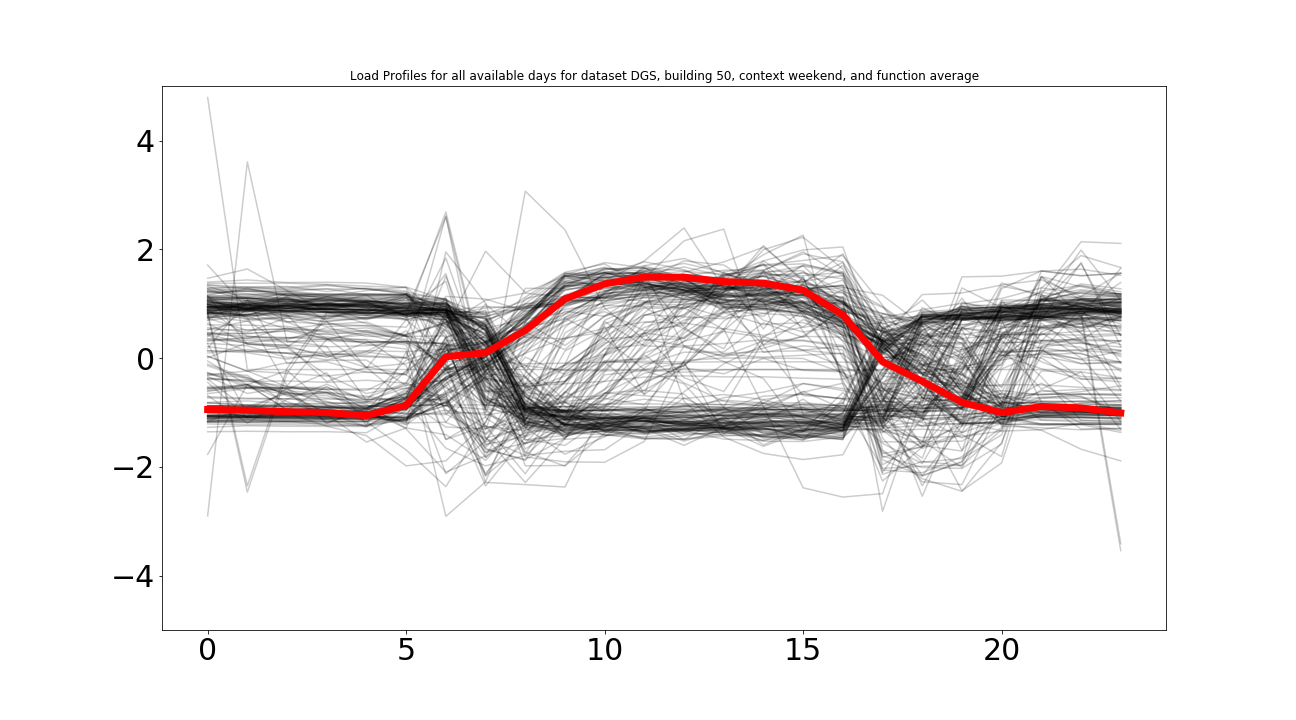 Load Profiles for all available days for dataset DGS, building 50, context weekend, and function average
4
2
0
−2
−4
0 5 10 15 20